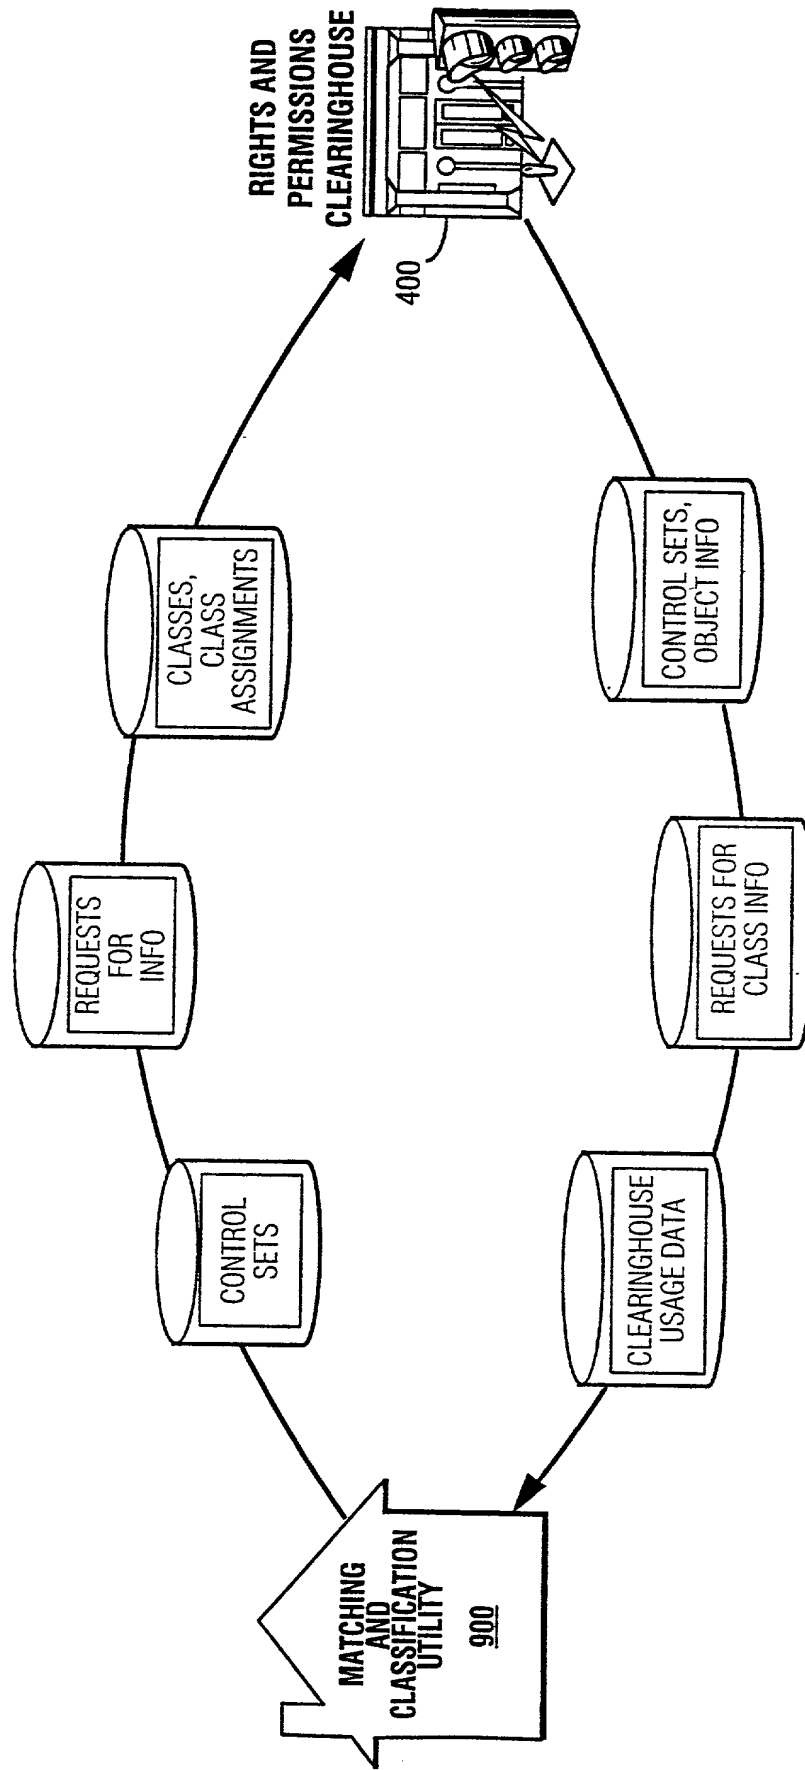 RIGHTS AND
PERMISSIONS
CLEARINGHOUSE
400
CLASSES,
CLASS
ASSIGNMENTS
REQUESTS
FOR
INFO
CONTROL
SETS
MATCHING
AND
CLASSIFICATION
UTILITY
900
CLEARINGHOUSE
USAGE DATA
REQUESTS FOR
CLASS INFO
CONTROL SETS,
OBJECT INFO